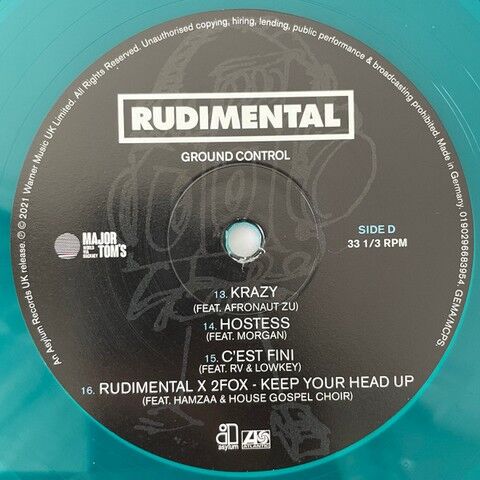 An Asylum Records UK release. ℗ © 2021 Warner Music UK Limited. All Rights Reserved. Unauthorised copying, hiring, lending, public performance & broadcasting prohibited. Made in Germany. 0190296683954 GEMA/MCPS.
RUDIMENTAL
GROUND CONTROL
MAJOR
TOM'S
SIDE D
33 1/3 RPM
13. KRAZY
(FEAT. AFRONAUT ZU)
14. HOSTESS
(FEAT. MORGAN)
15. C'EST FINI
(FEAT. RV & LOWKEY)
16. RUDIMENTAL X 2FOX - KEEP YOUR HEAD UP
(FEAT. HAMZAA & HOUSE GOSPEL CHOIR)
asylum
ATLANTIC